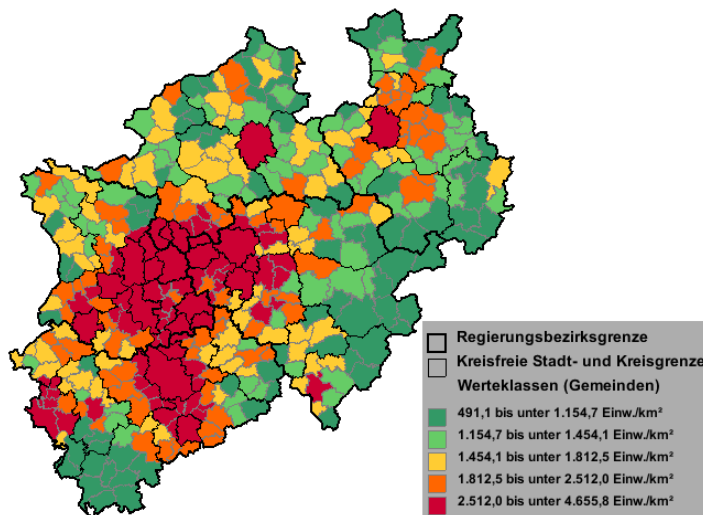 Regierungsbezirksgrenze
Kreisfreie Stadt- und Kreisgrenze
Werteklassen (Gemeinden)
491,1 bis unter 1.154,7 Einw./km²
1.154,7 bis unter 1.454,1 Einw./km²
1.454,1 bis unter 1.812,5 Einw./km²
1.812,5 bis unter 2.512,0 Einw./km²
2.512,0 bis unter 4.655,8 Einw./km²